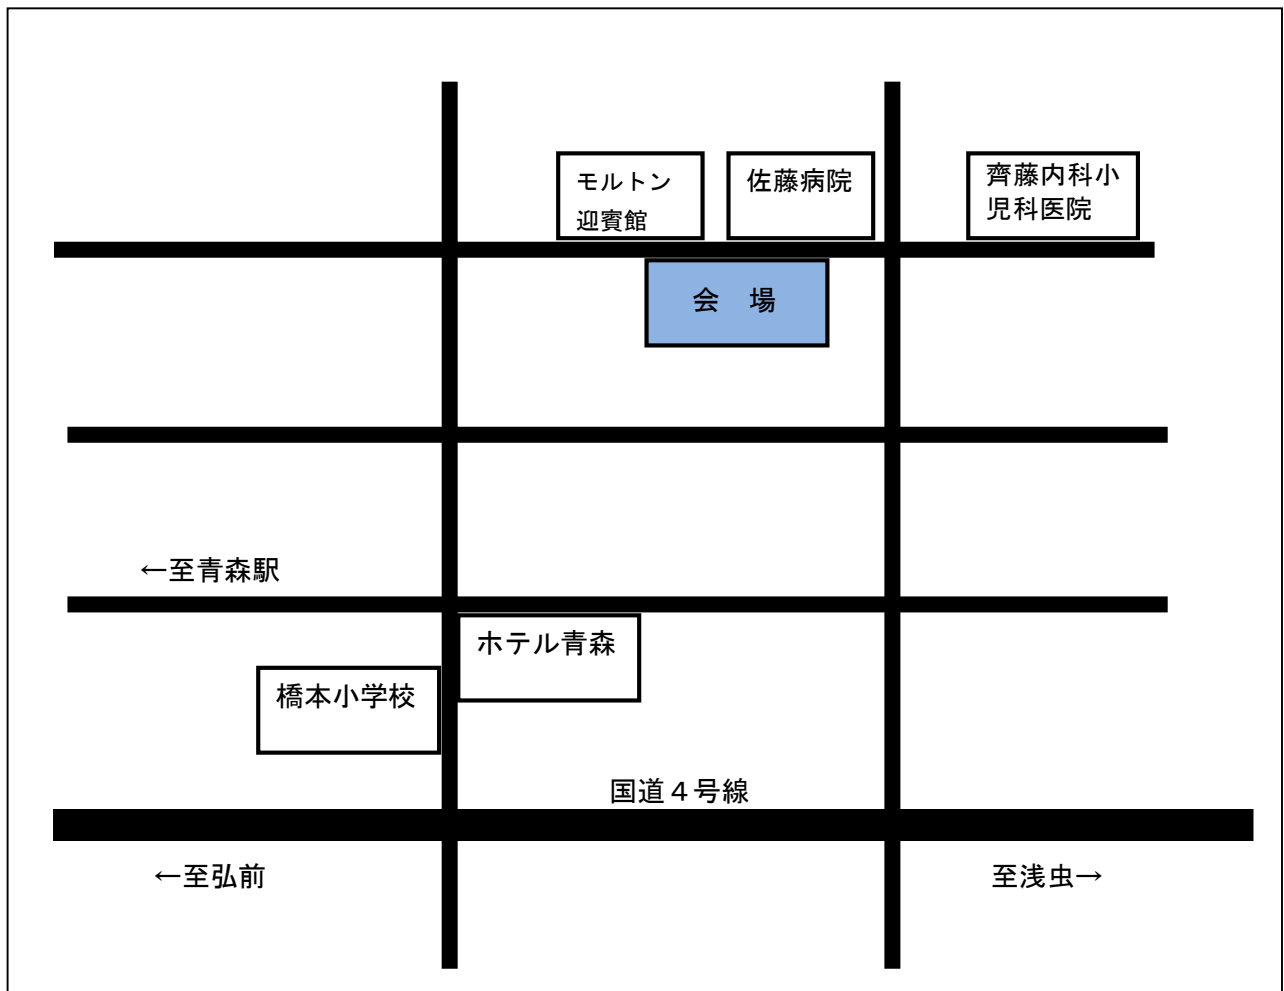 モルトン
迎賓館
佐藤病院
齊藤内科小
児科医院
会　場
←至青森駅
ホテル青森
橋本小学校
国道４号線
←至弘前
至浅虫→